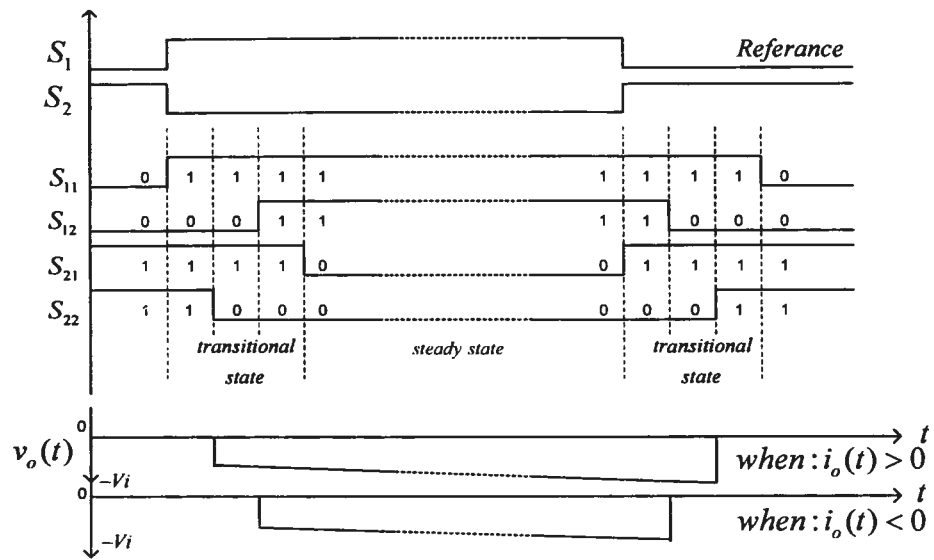 S₁ Referance
S₂
S₁₁ 0 1 1 1 1 1 1 1 1 0
S₁₂ 0 0 0 1 1 1 1 0 0 0
S₂₁ 1 1 1 1 0 0 1 1 1 1
S₂₂ 1 1 0 0 0 0 0 0 1 1
transitional state
steady state
transitional state
0 t
vₒ(t) when: iₒ(t) > 0
–Vi
0 t
when: iₒ(t) < 0
–Vi